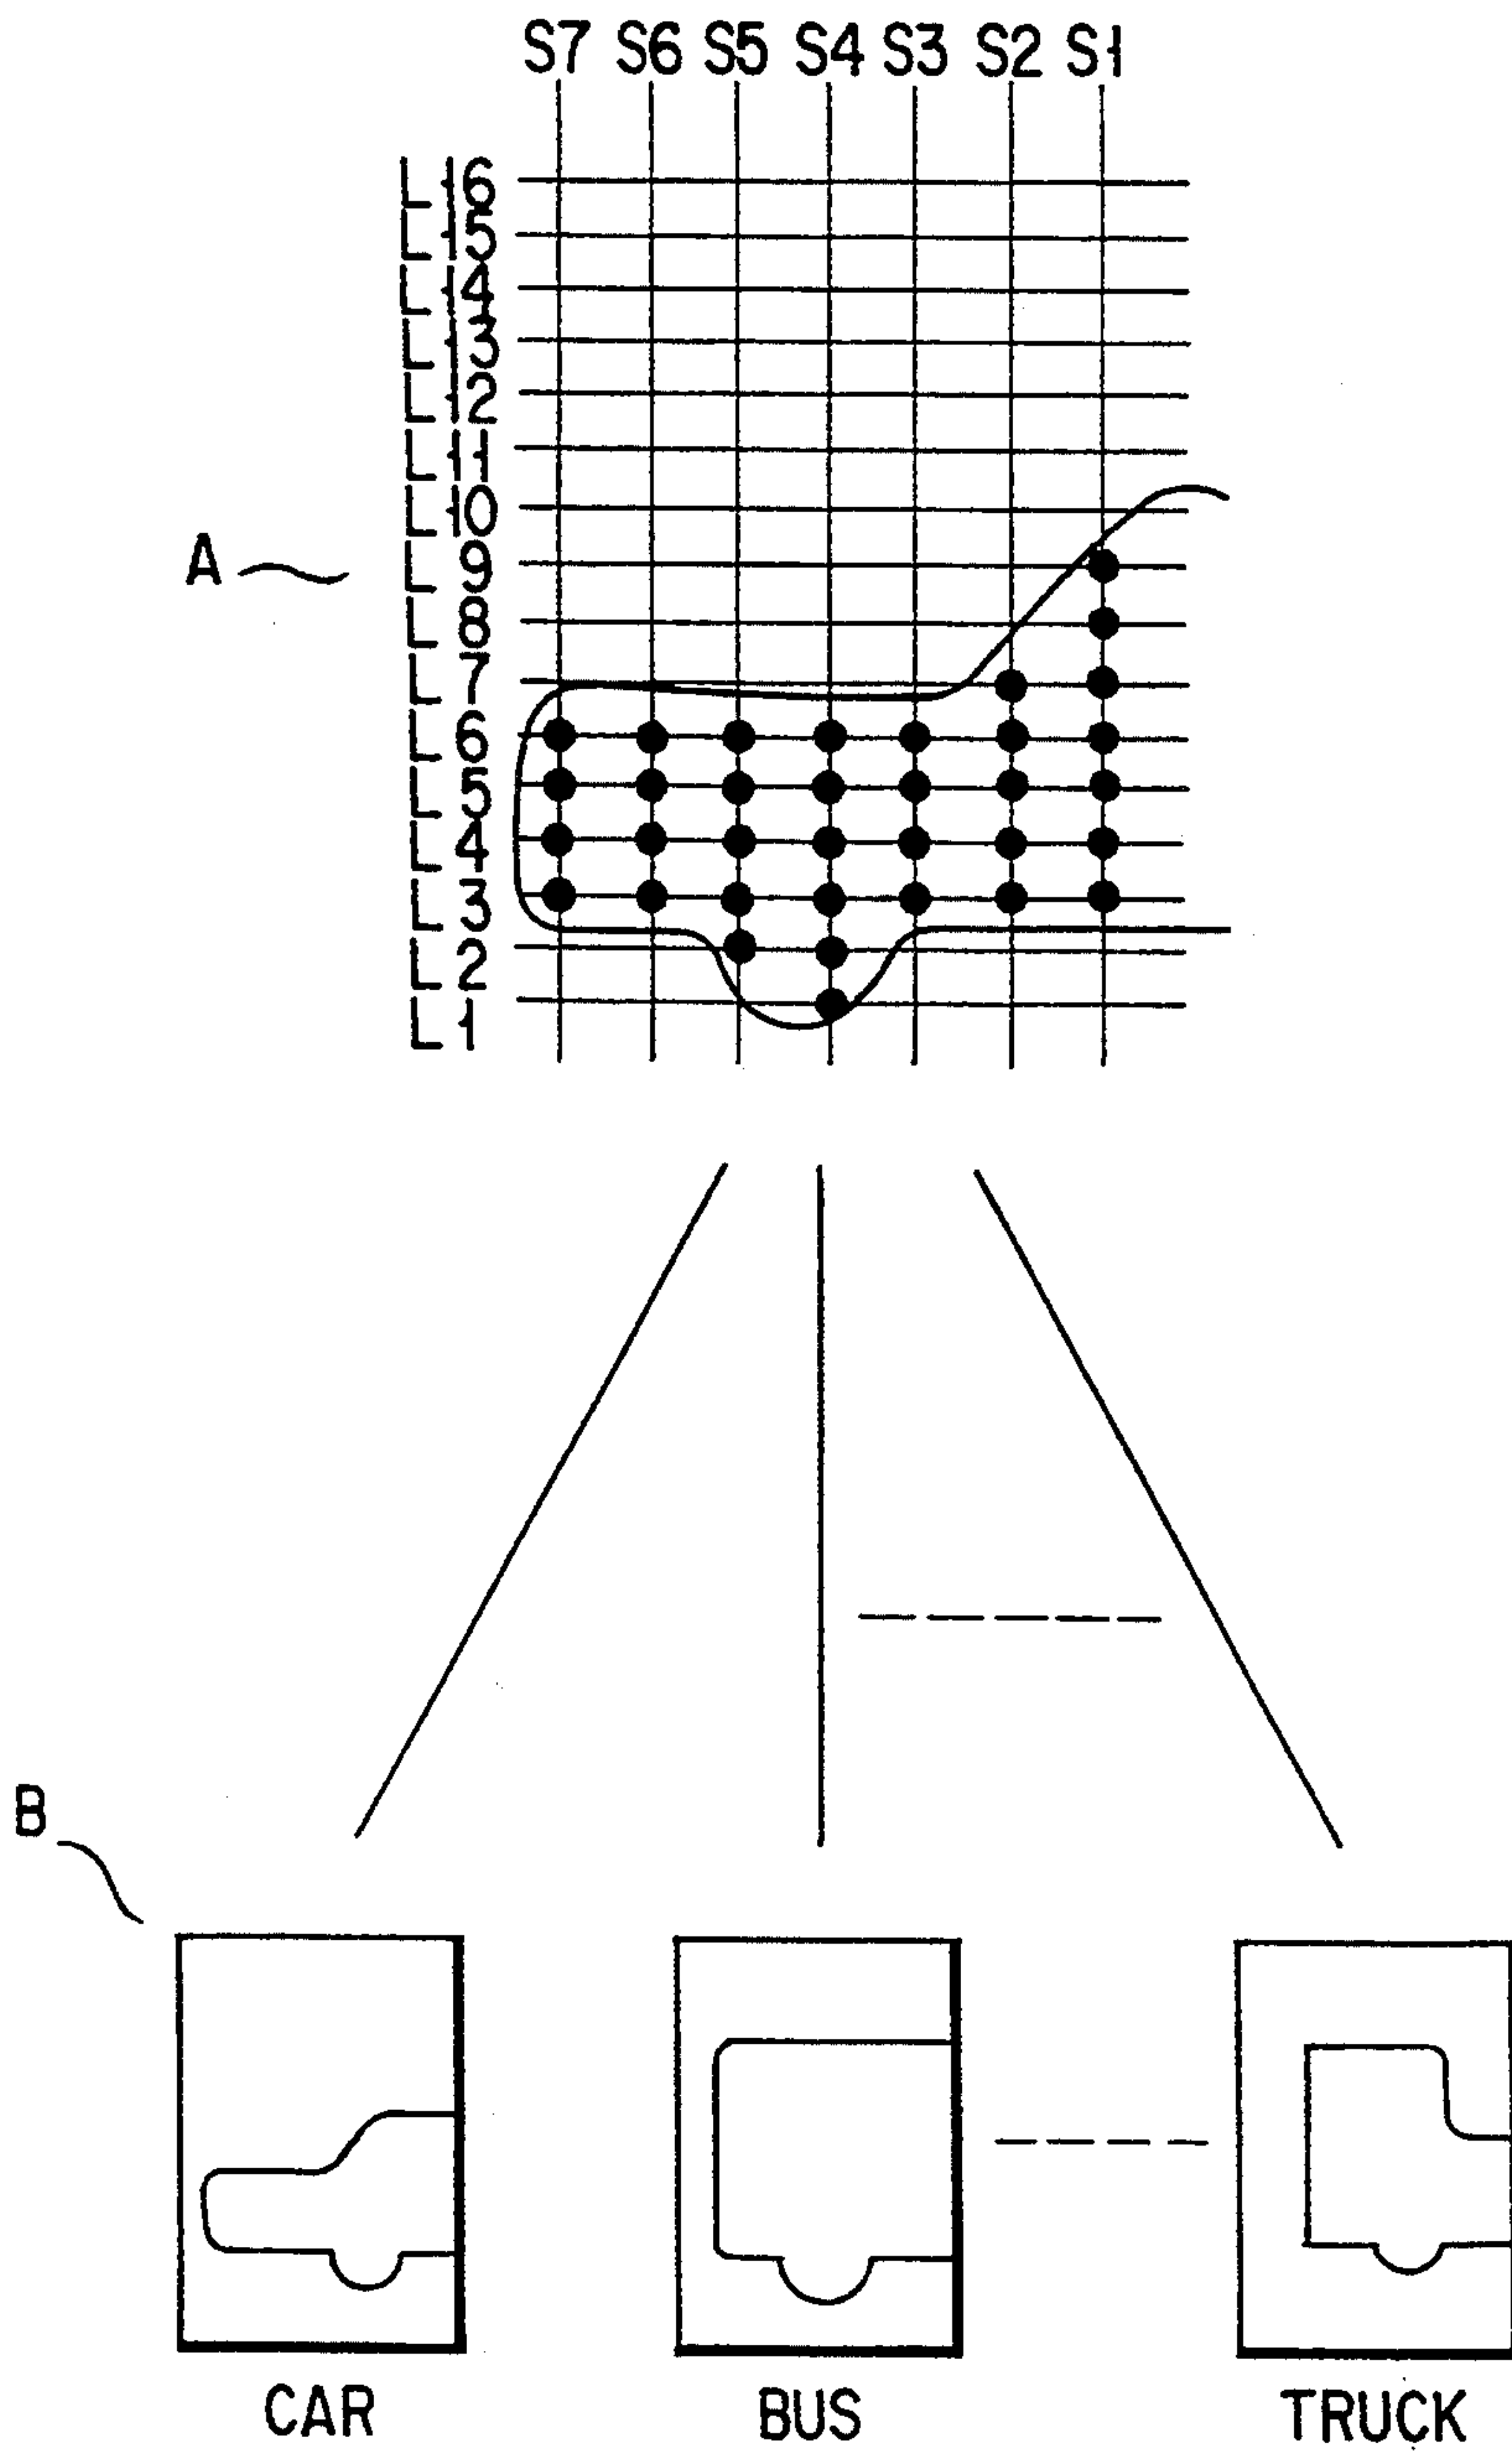 S7 S6 S5 S4 S3 S2 S1
L16
L15
L14
L13
L12
L11
L10
A
L9
L8
L7
L6
L5
L4
L3
L2
L1
B
CAR BUS TRUCK